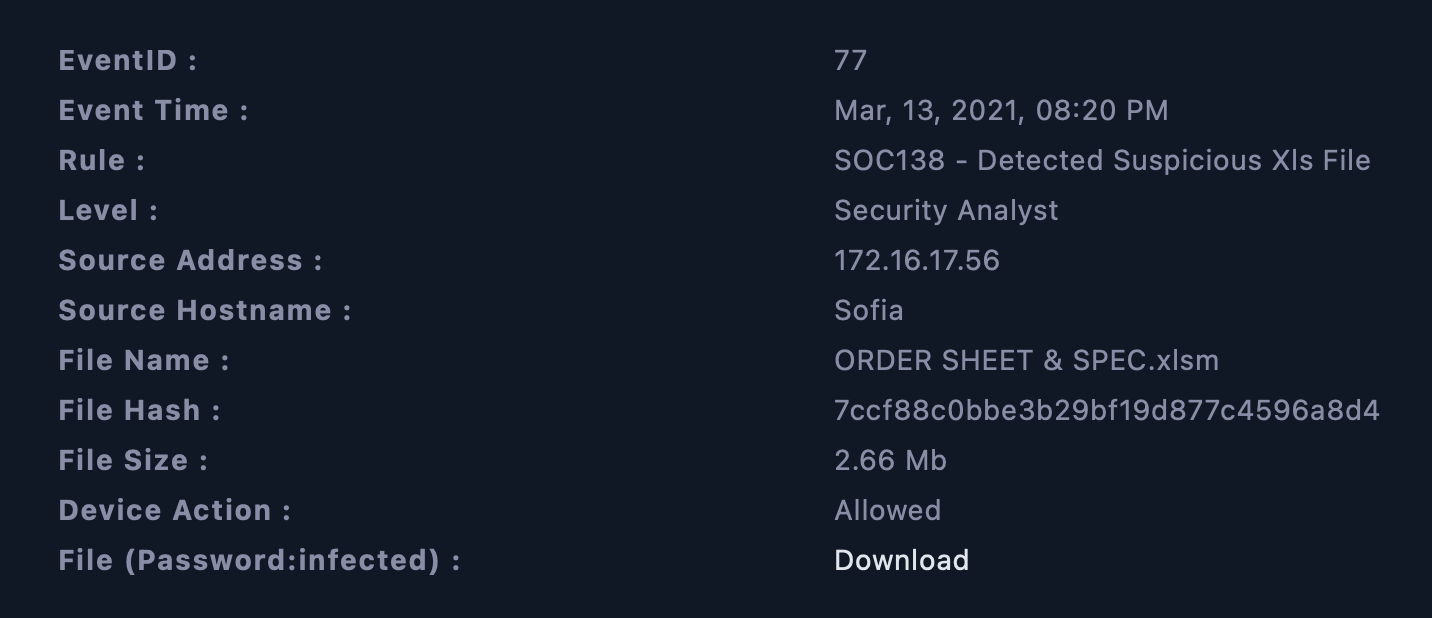 EventID : 77
Event Time : Mar, 13, 2021, 08:20 PM
Rule : SOC138 - Detected Suspicious Xls File
Level : Security Analyst
Source Address : 172.16.17.56
Source Hostname : Sofia
File Name : ORDER SHEET & SPEC.xlsm
File Hash : 7ccf88c0bbe3b29bf19d877c4596a8d4
File Size : 2.66 Mb
Device Action : Allowed
File (Password:infected) : Download